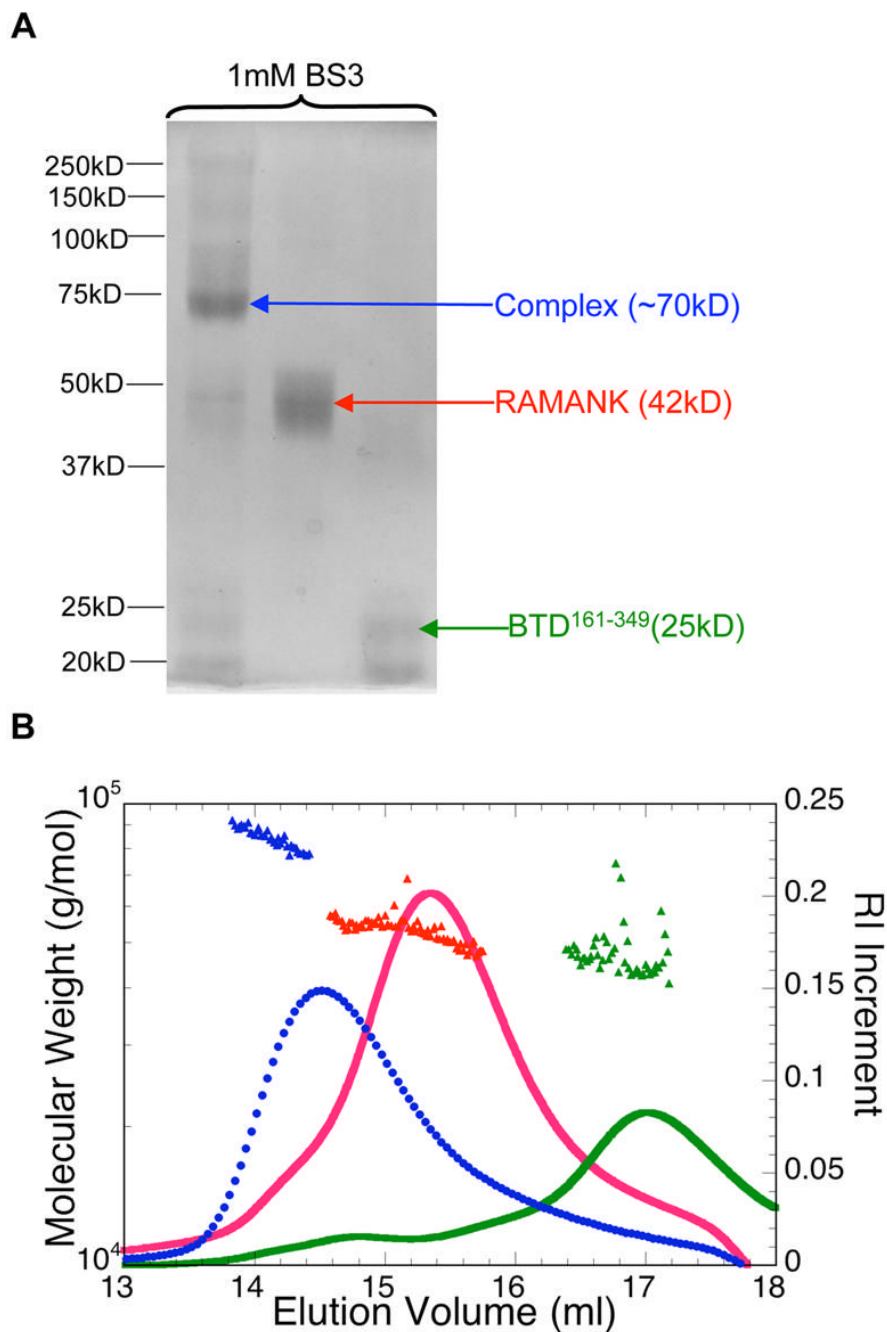 A
1mM BS3
250kD
150kD
100kD
75kD
Complex (~70kD)
50kD
RAMANK (42kD)
37kD
25kD
BTD161-349(25kD)
20kD
B
Molecular Weight (g/mol)
10^5
10^4
0.25
0.2
0.15
0.1
0.05
0
RI Increment
13 14 15 16 17 18
Elution Volume (ml)